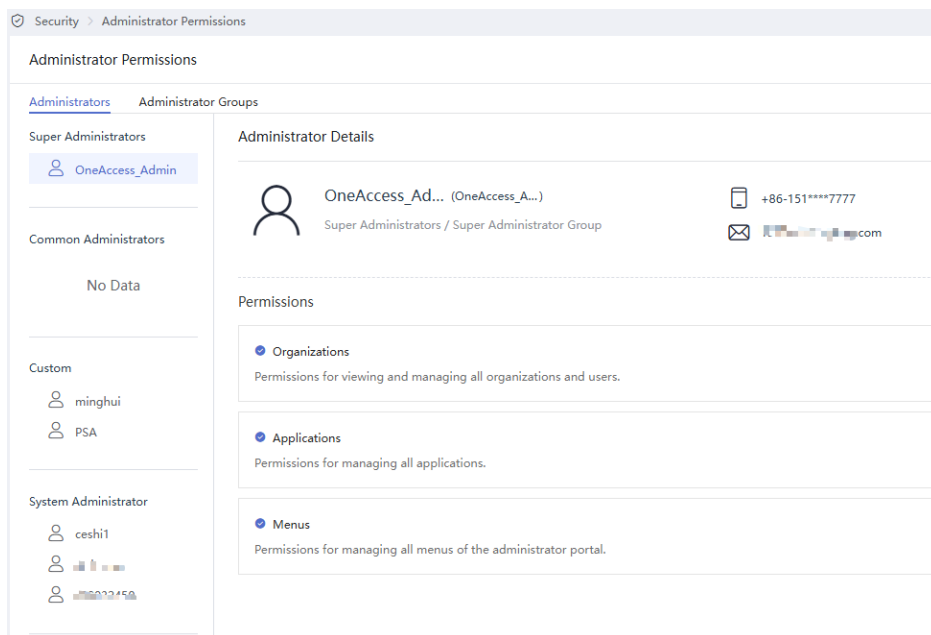 Security > Administrator Permissions
Administrator Permissions
Administrators Administrator Groups
Super Administrators
OneAccess_Admin
Common Administrators
No Data
Custom
minghui
PSA
System Administrator
ceshi1
Administrator Details
OneAccess_Ad... (OneAccess_A...)
Super Administrators / Super Administrator Group
+86-151****7777
com
Permissions
Organizations
Permissions for viewing and managing all organizations and users.
Applications
Permissions for managing all applications.
Menus
Permissions for managing all menus of the administrator portal.